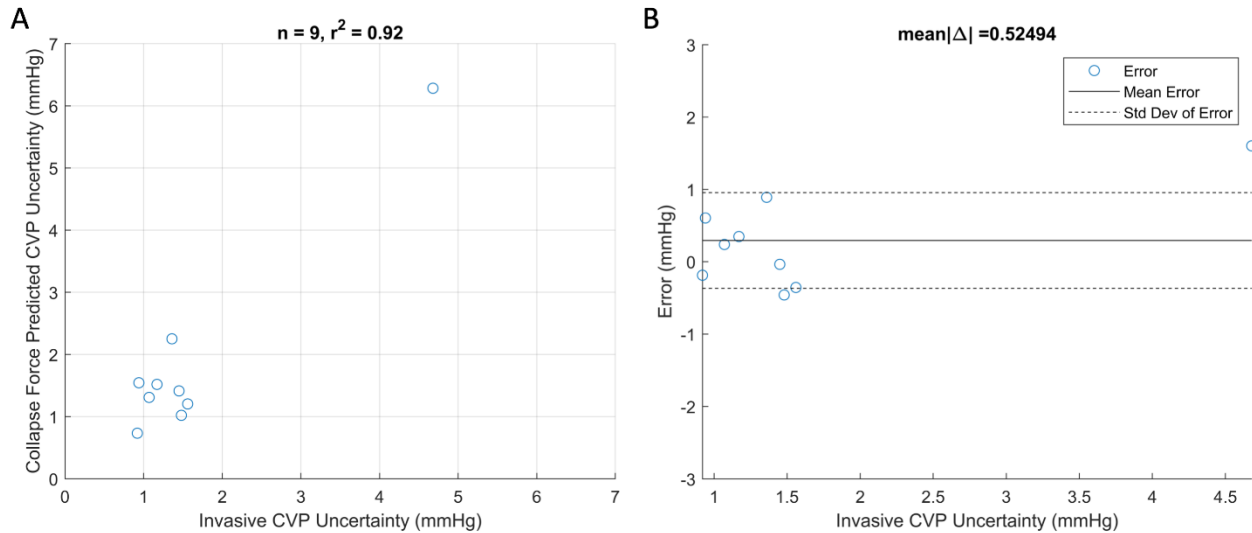 A
n = 9, r² = 0.92
Collapse Force Predicted CVP Uncertainty (mmHg)
7
6
5
4
3
2
1
0
0 1 2 3 4 5 6 7
Invasive CVP Uncertainty (mmHg)
B
mean|Δ| =0.52494
Error
Mean Error
Std Dev of Error
Error (mmHg)
3
2
1
0
-1
-2
-3
1 1.5 2 2.5 3 3.5 4 4.5
Invasive CVP Uncertainty (mmHg)